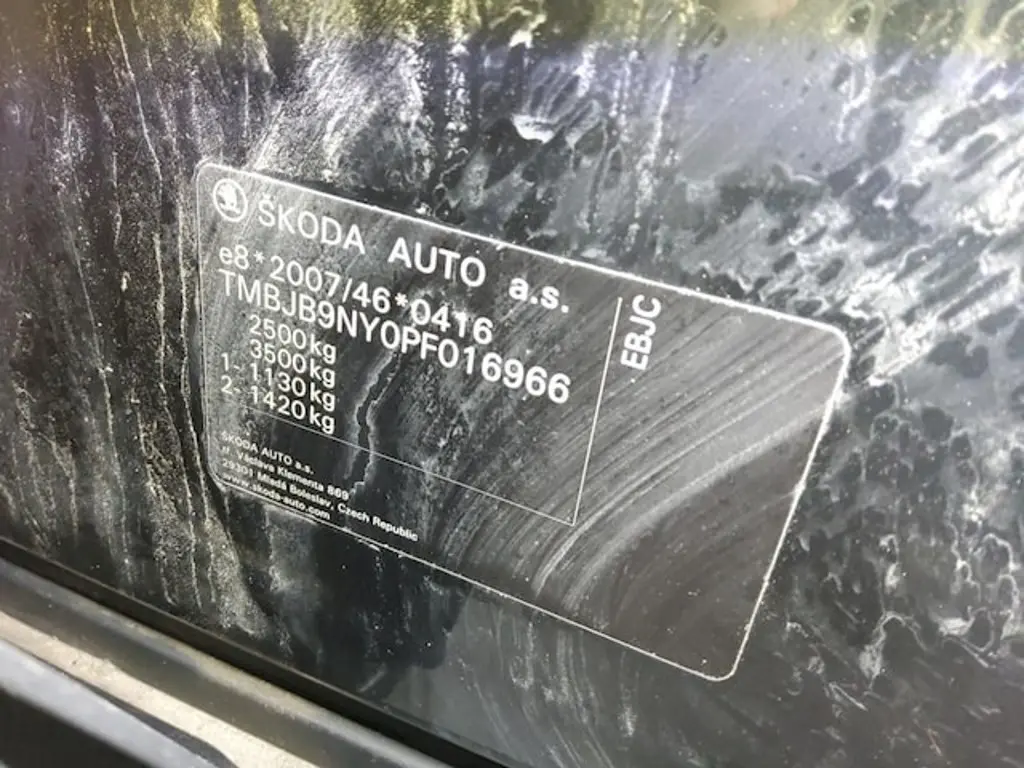 ŠKODA AUTO a.s.
e8*2007/46*0416
TMBJB9NY0PF016966
2500kg
3500kg
1- 1130kg
2- 1420kg
EBJC
ŠKODA AUTO a.s.
tř. Václava Klementa 869
29301 Mladá Boleslav, Czech Republic
www.skoda-auto.com